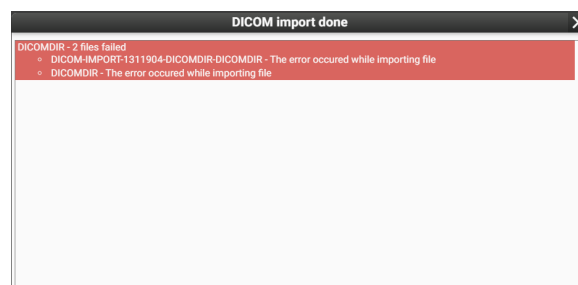 DICOM import done
DICOMDIR - 2 files failed
DICOM-IMPORT-1311904-DICOMDIR-DICOMDIR - The error occured while importing file
DICOMDIR - The error occured while importing file